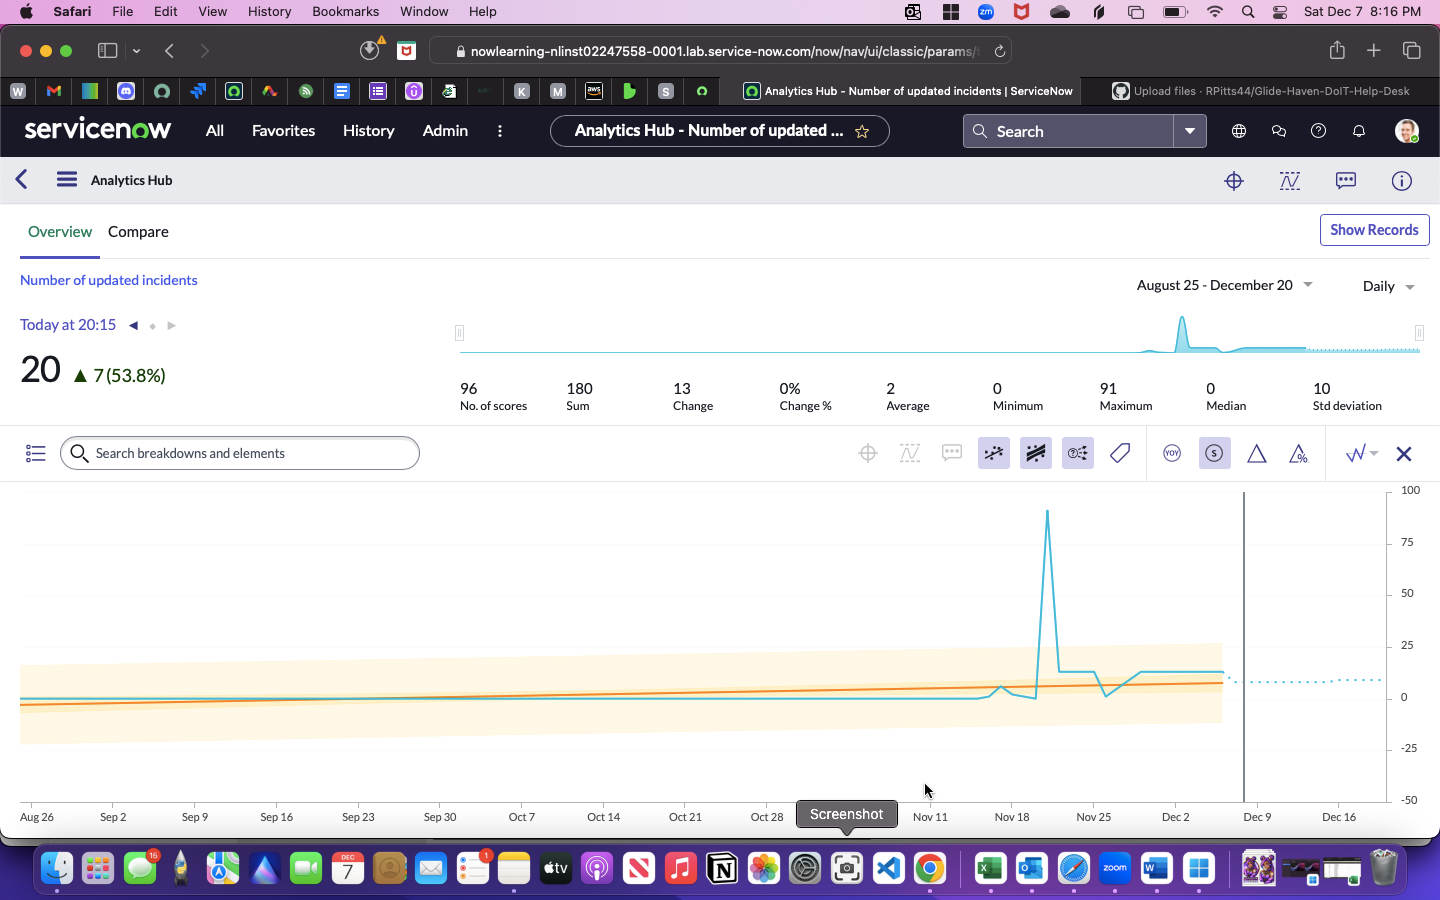 Safari File Edit View History Bookmarks Window Help zm Sat Dec 7 8:16 PM
nowlearning-nlinst02247558-0001.lab.service-now.com/now/nav/ui/classic/params/
W K M aws S Analytics Hub - Number of updated incidents | ServiceNow Upload files · RPitts44/Glide-Haven-DoIT-Help-Desk
servicenow All Favorites History Admin Analytics Hub - Number of updated ... Search
Analytics Hub
Overview Compare Show Records
Number of updated incidents
August 25 - December 20 Daily
Today at 20:15
20 ▲ 7 (53.8%)
96 180 13 0% 2 0 91 0 10
No. of scores Sum Change Change % Average Minimum Maximum Median Std deviation
Search breakdowns and elements YOY S %
100
75
50
25
0
-25
-50
Aug 26 Sep 2 Sep 9 Sep 16 Sep 23 Sep 30 Oct 7 Oct 14 Oct 21 Oct 28 Nov 11 Nov 18 Nov 25 Dec 2 Dec 9 Dec 16
Screenshot
16 DEC 7 1 tv N zoom W